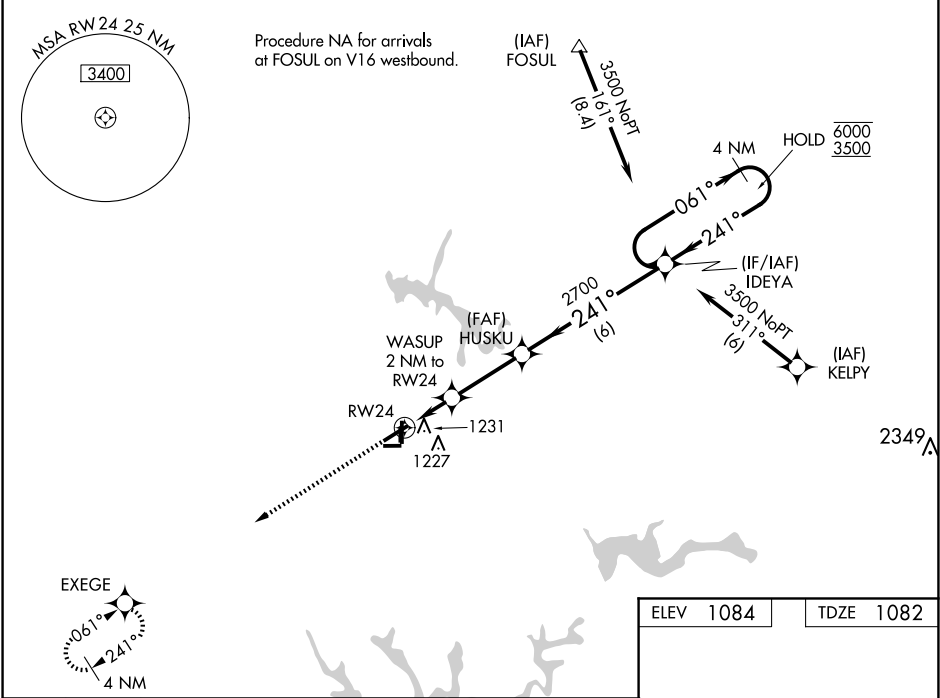 MSA RW24 25 NM
3400
Procedure NA for arrivals
at FOSUL on V16 westbound.
(IAF)
FOSUL
3500 NoPT
161°
(8.4)
4 NM
HOLD
6000
3500
061°
241°
(IF/IAF)
IDEYA
2700
241°
(6)
3500 NoPT
311°
(6)
(IAF)
KELPY
(FAF)
HUSKU
WASUP
2 NM to
RW24
RW24
1231
1227
2349
EXEGE
061°
241°
4 NM
ELEV 1084
TDZE 1082